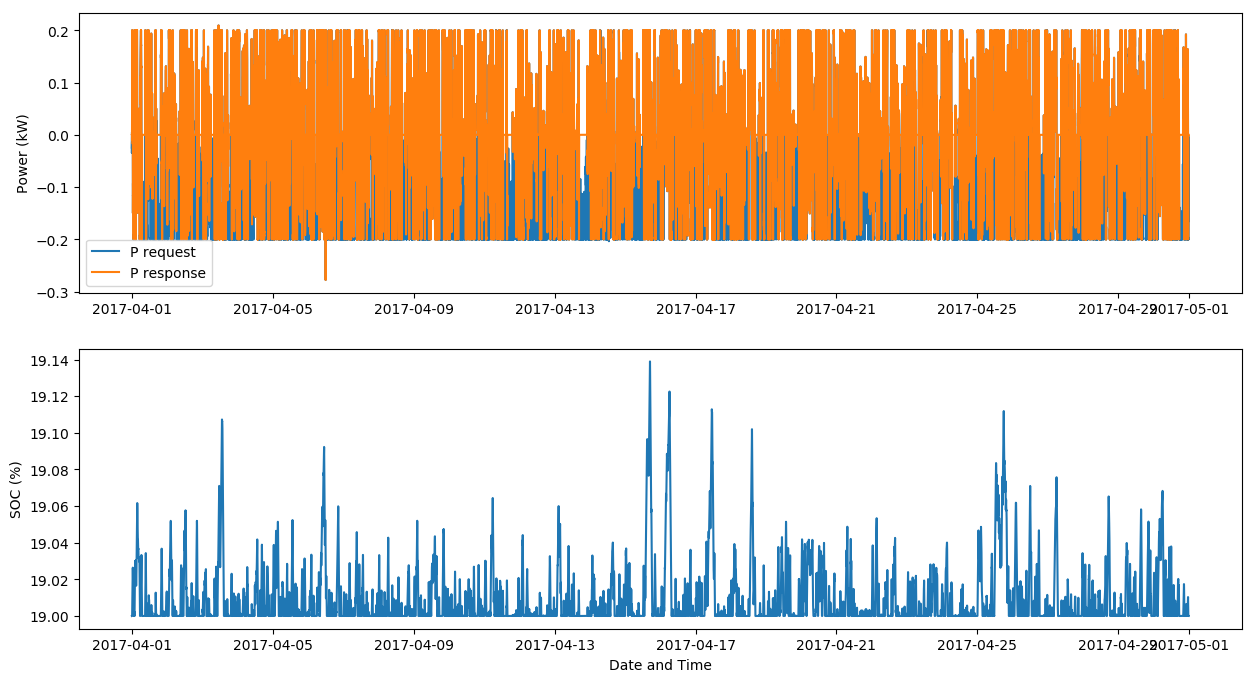 Power (kW)
0.2
0.1
0.0
−0.1
−0.2
−0.3
P request
P response
2017-04-01 2017-04-05 2017-04-09 2017-04-13 2017-04-17 2017-04-21 2017-04-25 2017-04-29 2017-05-01
SOC (%)
19.14
19.12
19.10
19.08
19.06
19.04
19.02
19.00
2017-04-01 2017-04-05 2017-04-09 2017-04-13 2017-04-17 2017-04-21 2017-04-25 2017-04-29 2017-05-01
Date and Time